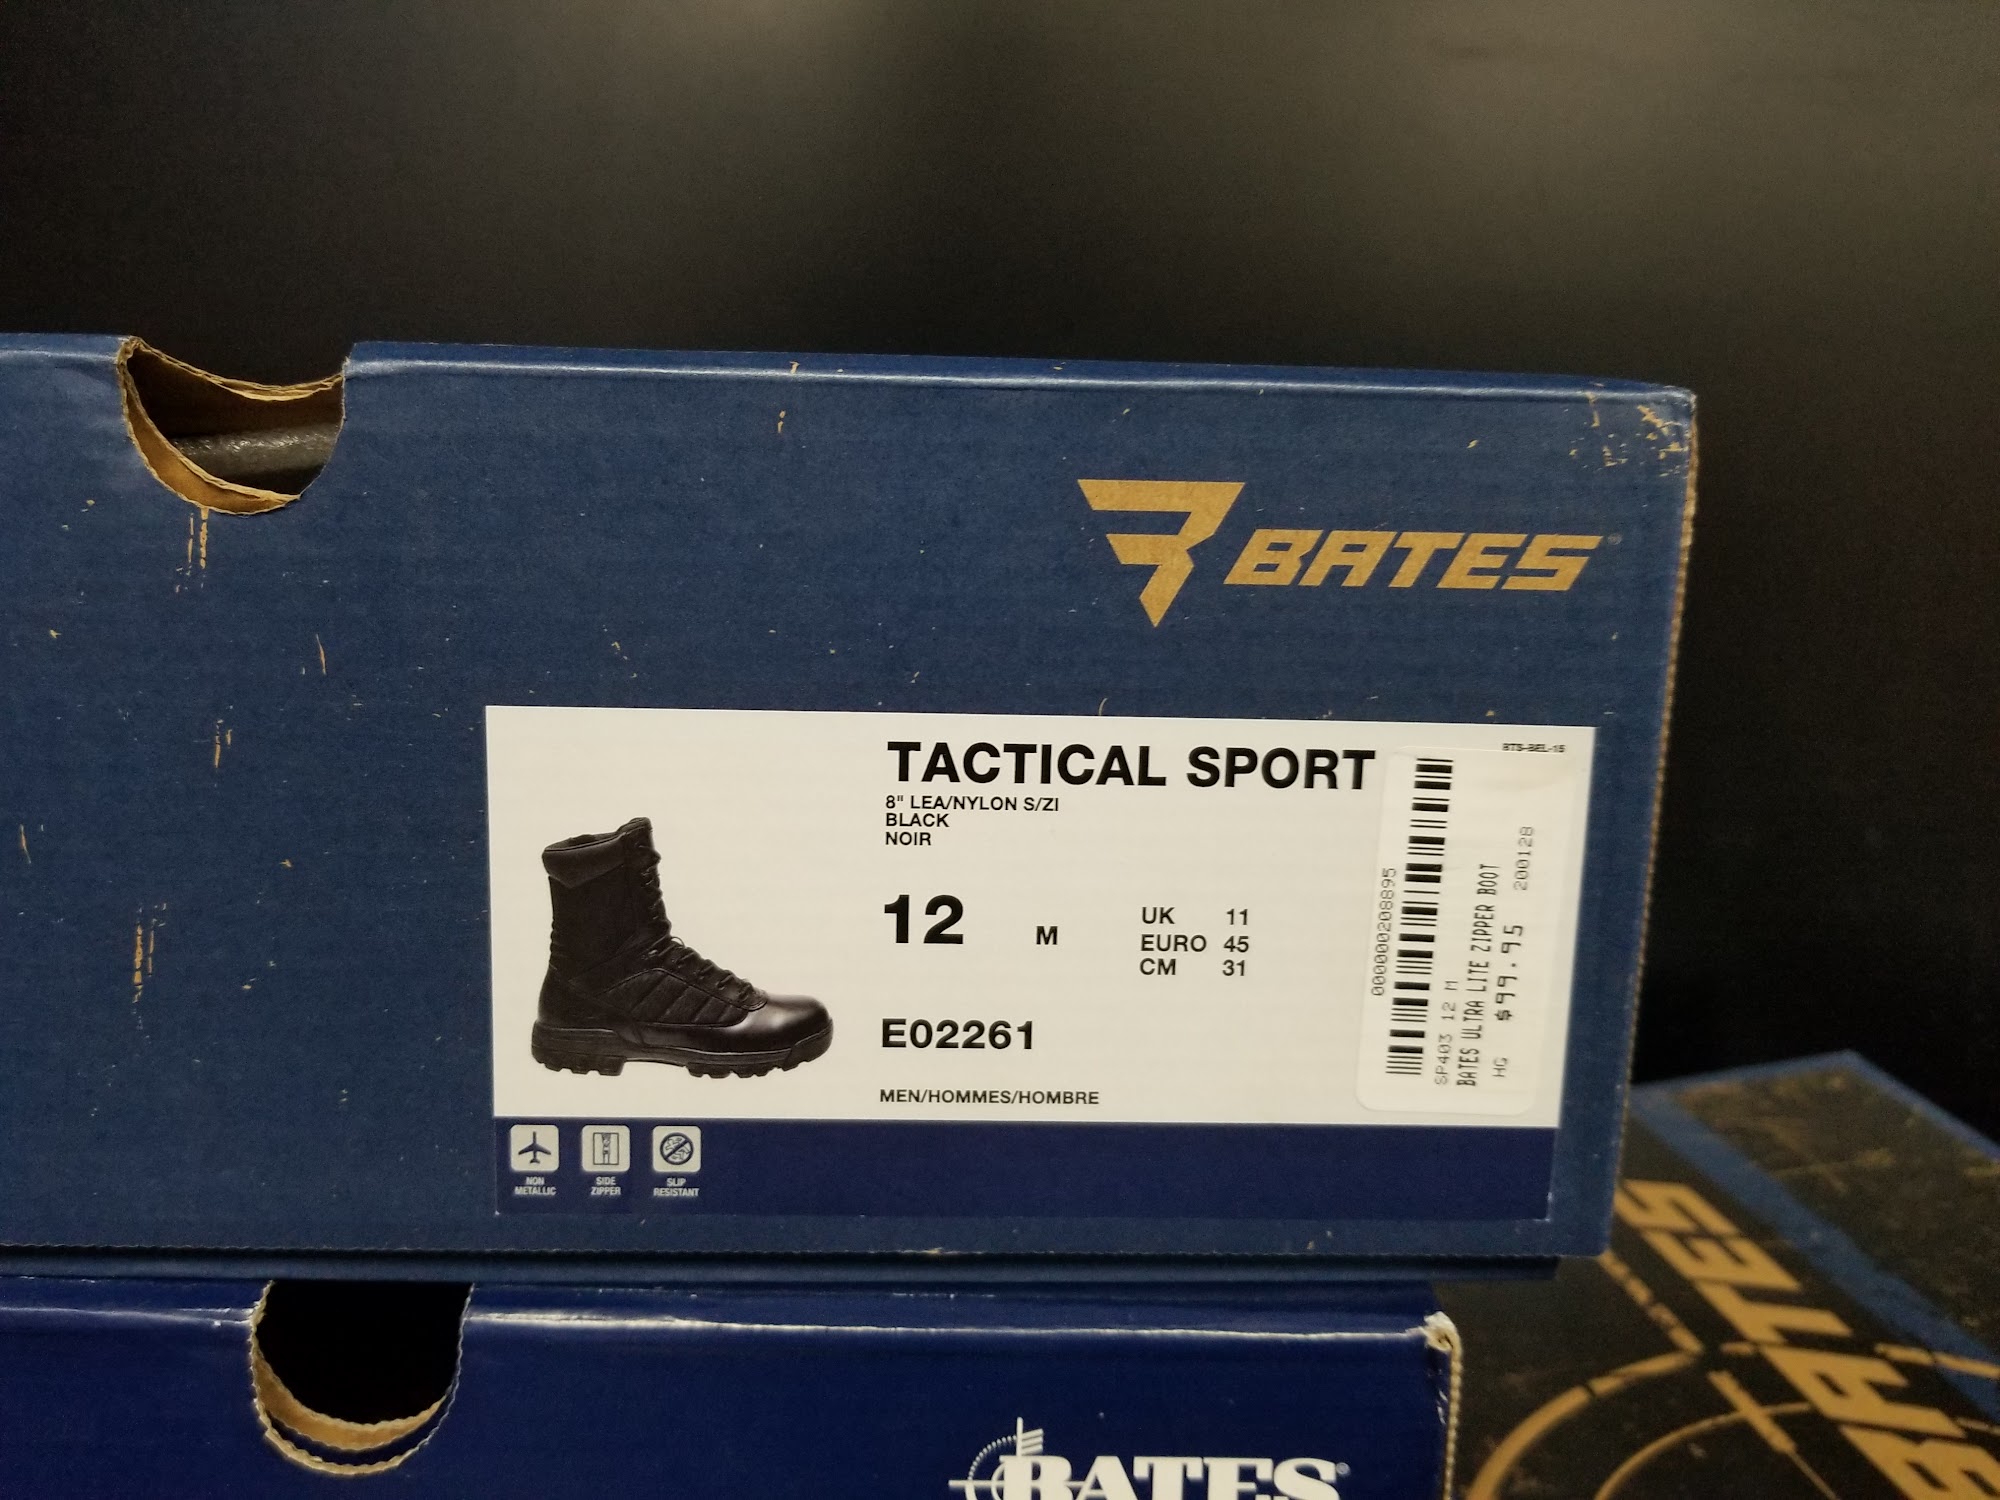 BATES
TACTICAL SPORT
8" LEA/NYLON S/ZI
BLACK
NOIR
12 M
UK 11
EURO 45
CM 31
E02261
MEN/HOMMES/HOMBRE
BTS-BEL-15
0000000208895
SP403 12 M
BATES ULTRA LITE ZIPPER BOOT
HG $99.95 200128
NON
METALLIC
SIDE
ZIPPER
SLIP
RESISTANT
BATES
BATES